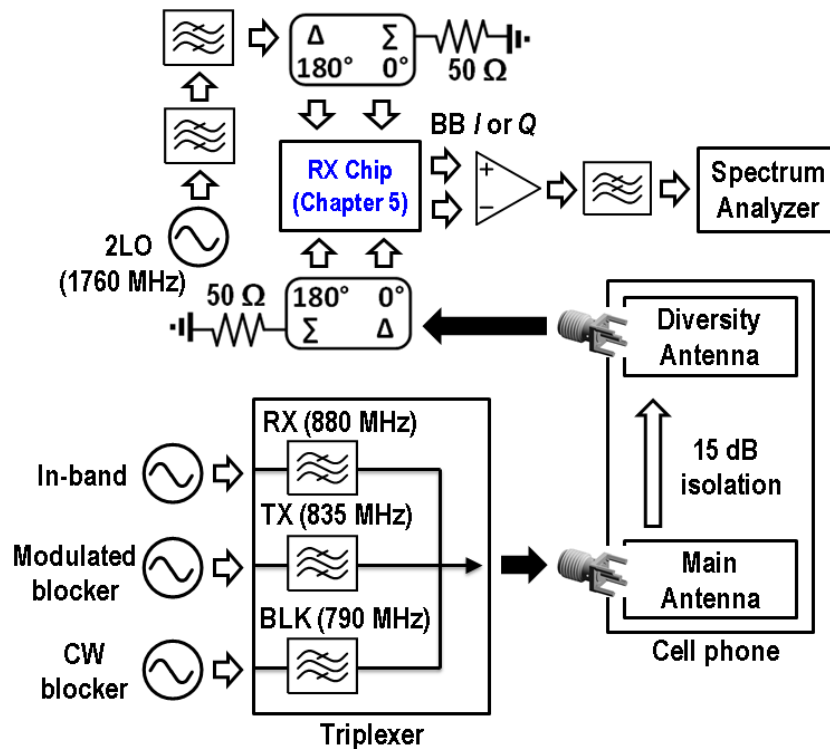 Δ Σ
180° 0°
50 Ω
BB I or Q
RX Chip
(Chapter 5)
+
−
Spectrum
Analyzer
2LO
(1760 MHz)
50 Ω
180° 0°
Σ Δ
Diversity
Antenna
RX (880 MHz)
In-band
15 dB
isolation
TX (835 MHz)
Modulated
blocker
Main
Antenna
BLK (790 MHz)
CW
blocker
Cell phone
Triplexer